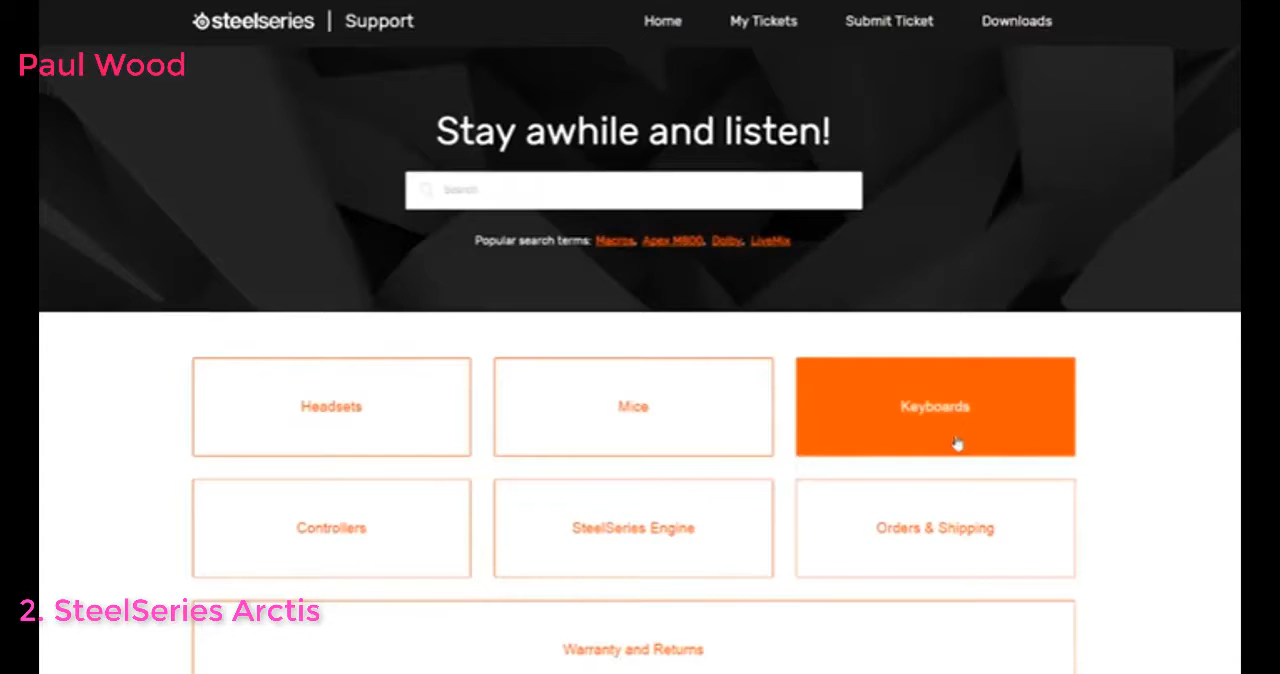 steelseries | Support
Home My Tickets Submit Ticket Downloads
Paul Wood
Stay awhile and listen!
Search
Popular search terms: Macros, Apex M800, Dolby, LiveMix
Headsets Mice Keyboards
Controllers SteelSeries Engine Orders & Shipping
2. SteelSeries Arctis
Warranty and Returns